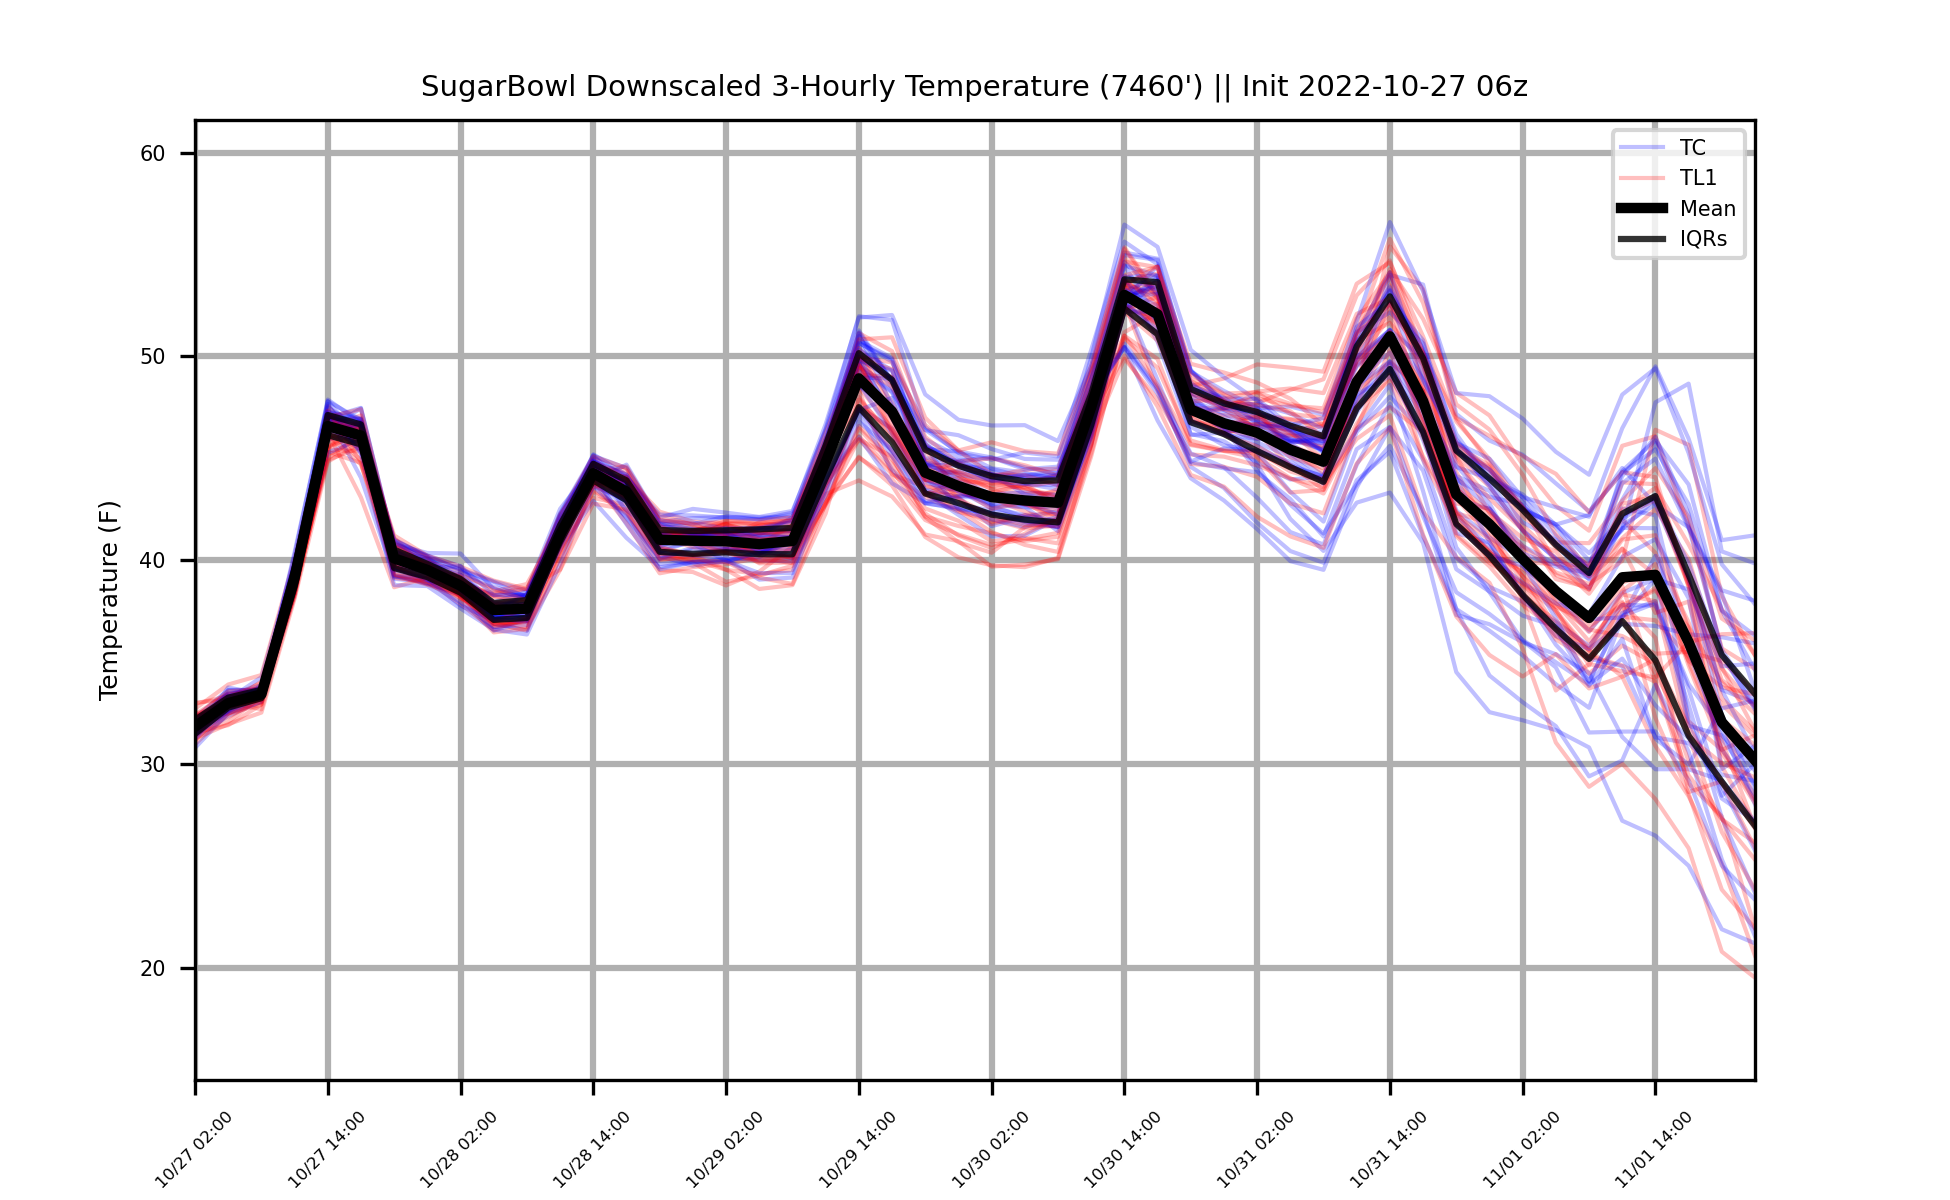 SugarBowl Downscaled 3-Hourly Temperature (7460') || Init 2022-10-27 06z
TC
TL1
Mean
IQRs
Temperature (F)
60
50
40
30
20
10/27 02:00
10/27 14:00
10/28 02:00
10/28 14:00
10/29 02:00
10/29 14:00
10/30 02:00
10/30 14:00
10/31 02:00
10/31 14:00
11/01 02:00
11/01 14:00